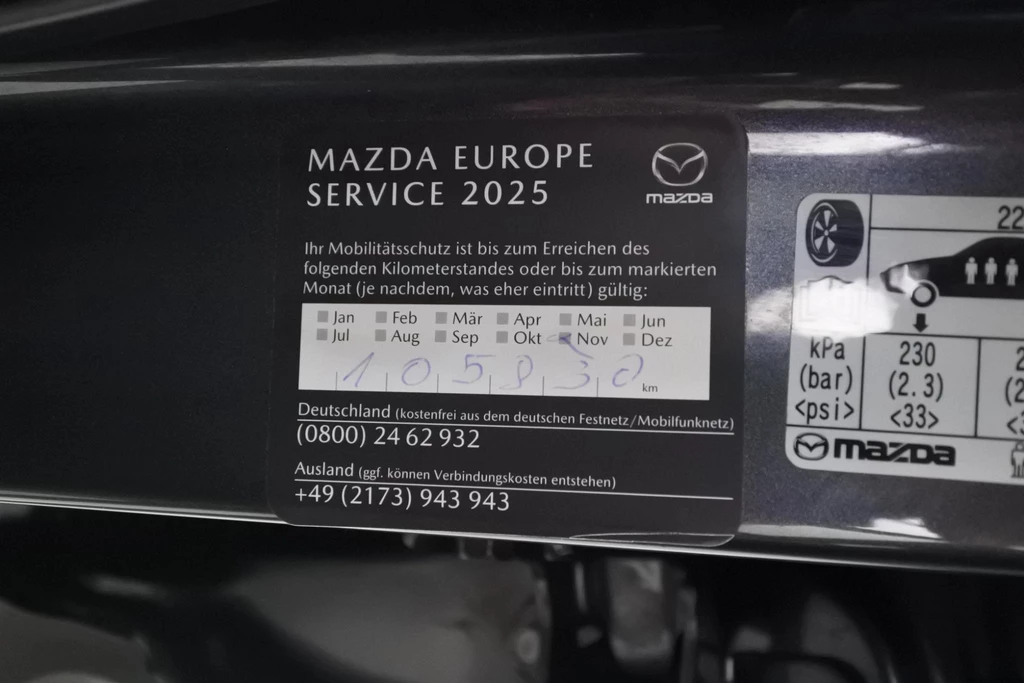 MAZDA EUROPE
SERVICE 2025
mazda
Ihr Mobilitätsschutz ist bis zum Erreichen des
folgenden Kilometerstandes oder bis zum markierten
Monat (je nachdem, was eher eintritt) gültig:
Jan Feb Mär Apr Mai Jun
Jul Aug Sep Okt Nov Dez
105830 km
Deutschland (kostenfrei aus dem deutschen Festnetz/Mobilfunknetz)
(0800) 24 62 932
Ausland (ggf. können Verbindungskosten entstehen)
+49 (2173) 943 943
22
kPa 230
(bar) (2.3)
<psi> <33>
mazda